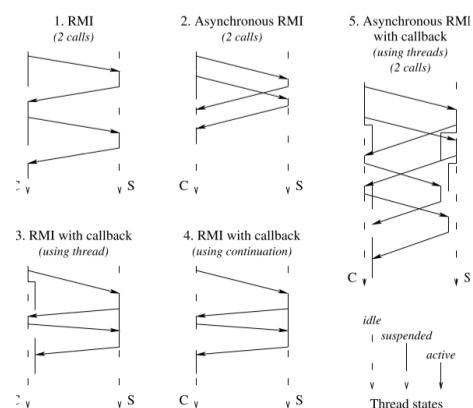 1. RMI
(2 calls)
2. Asynchronous RMI
(2 calls)
5. Asynchronous RMI
with callback
(using threads)
(2 calls)
C
S
C
S
3. RMI with callback
(using thread)
4. RMI with callback
(using continuation)
C
S
idle
suspended
active
C
S
C
S
Thread states